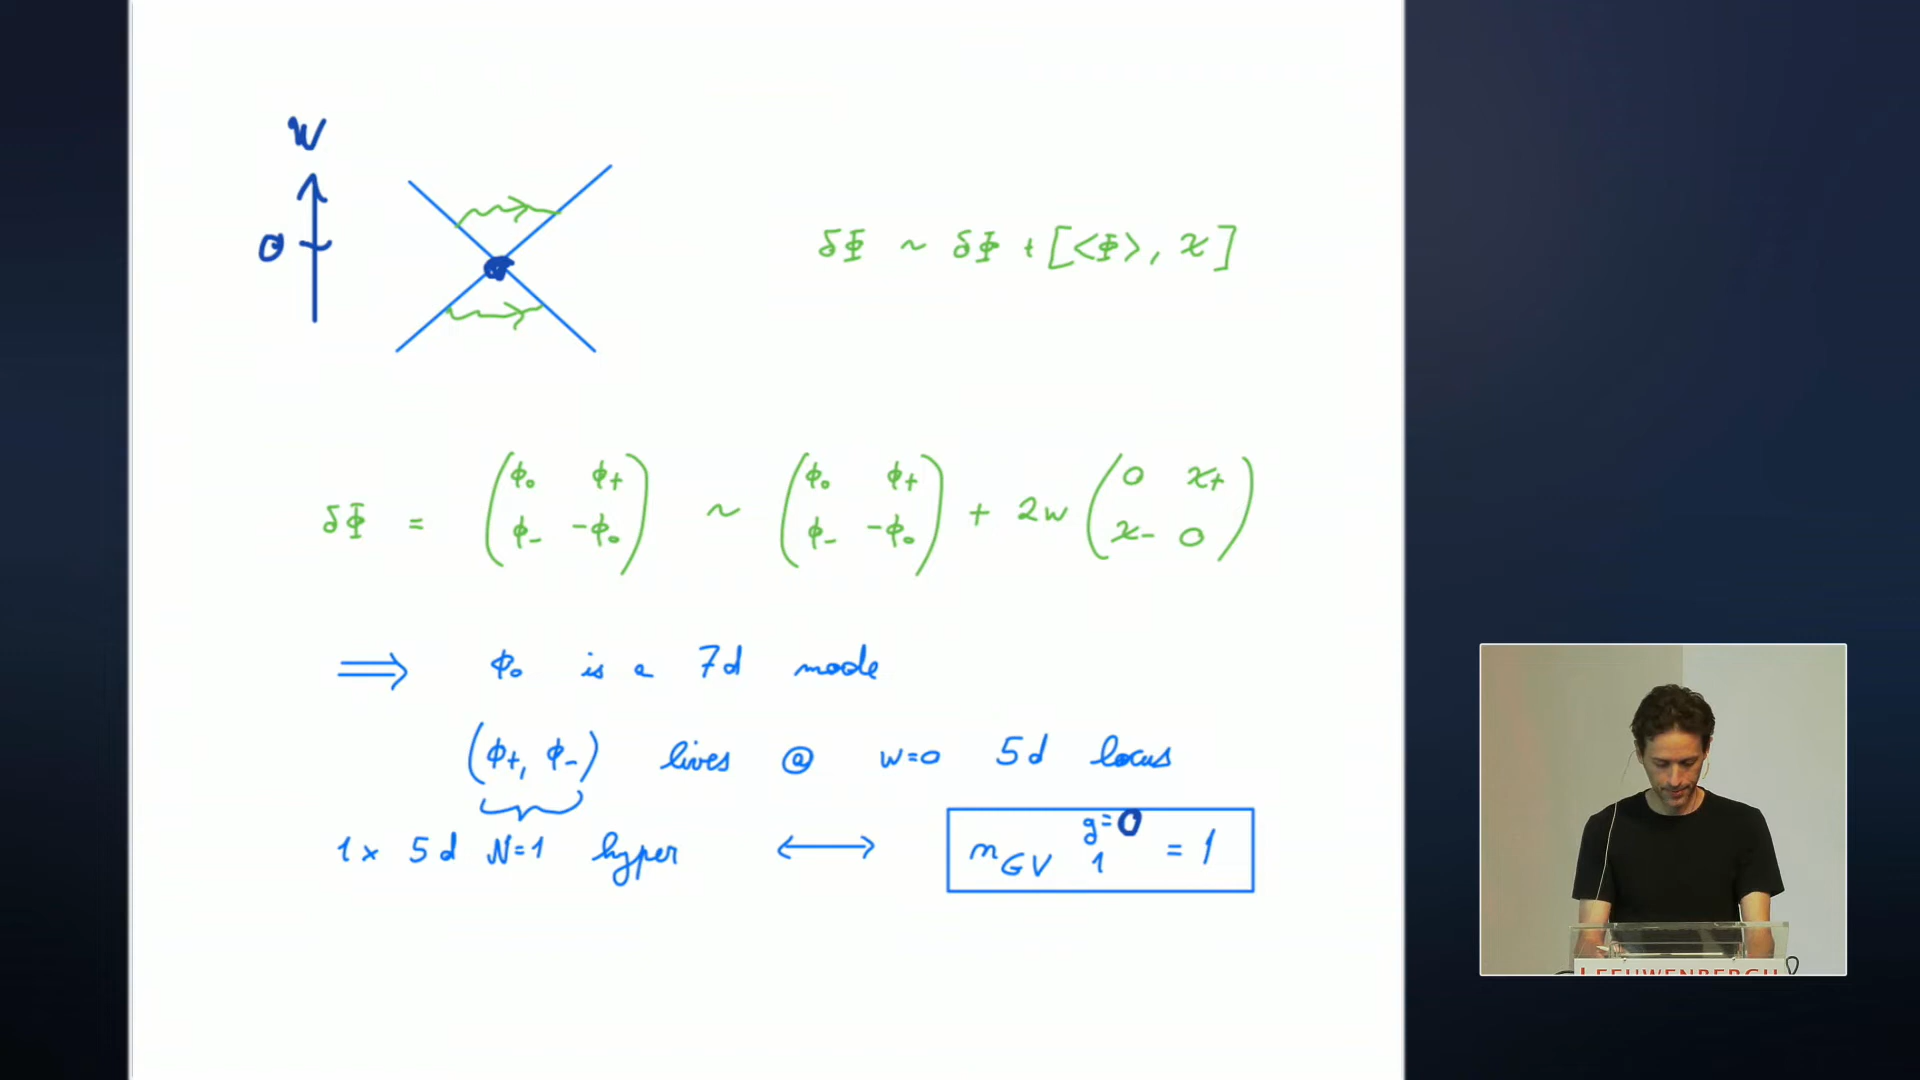 w
0
δΦ ~ δΦ + [<Φ>, χ]
δΦ = (ϕ₀ ϕ₊ ; ϕ₋ -ϕ₀) ~ (ϕ₀ ϕ₊ ; ϕ₋ -ϕ₀) + 2w (0 χ₊ ; χ₋ 0)
⟹ ϕ₀ is a 7d mode
(ϕ₊, ϕ₋) lives @ w=0 5d locus
1 x 5d N=1 hyper ⟷ n_GV^{g=0}_1 = 1
LEEUWENBERGH